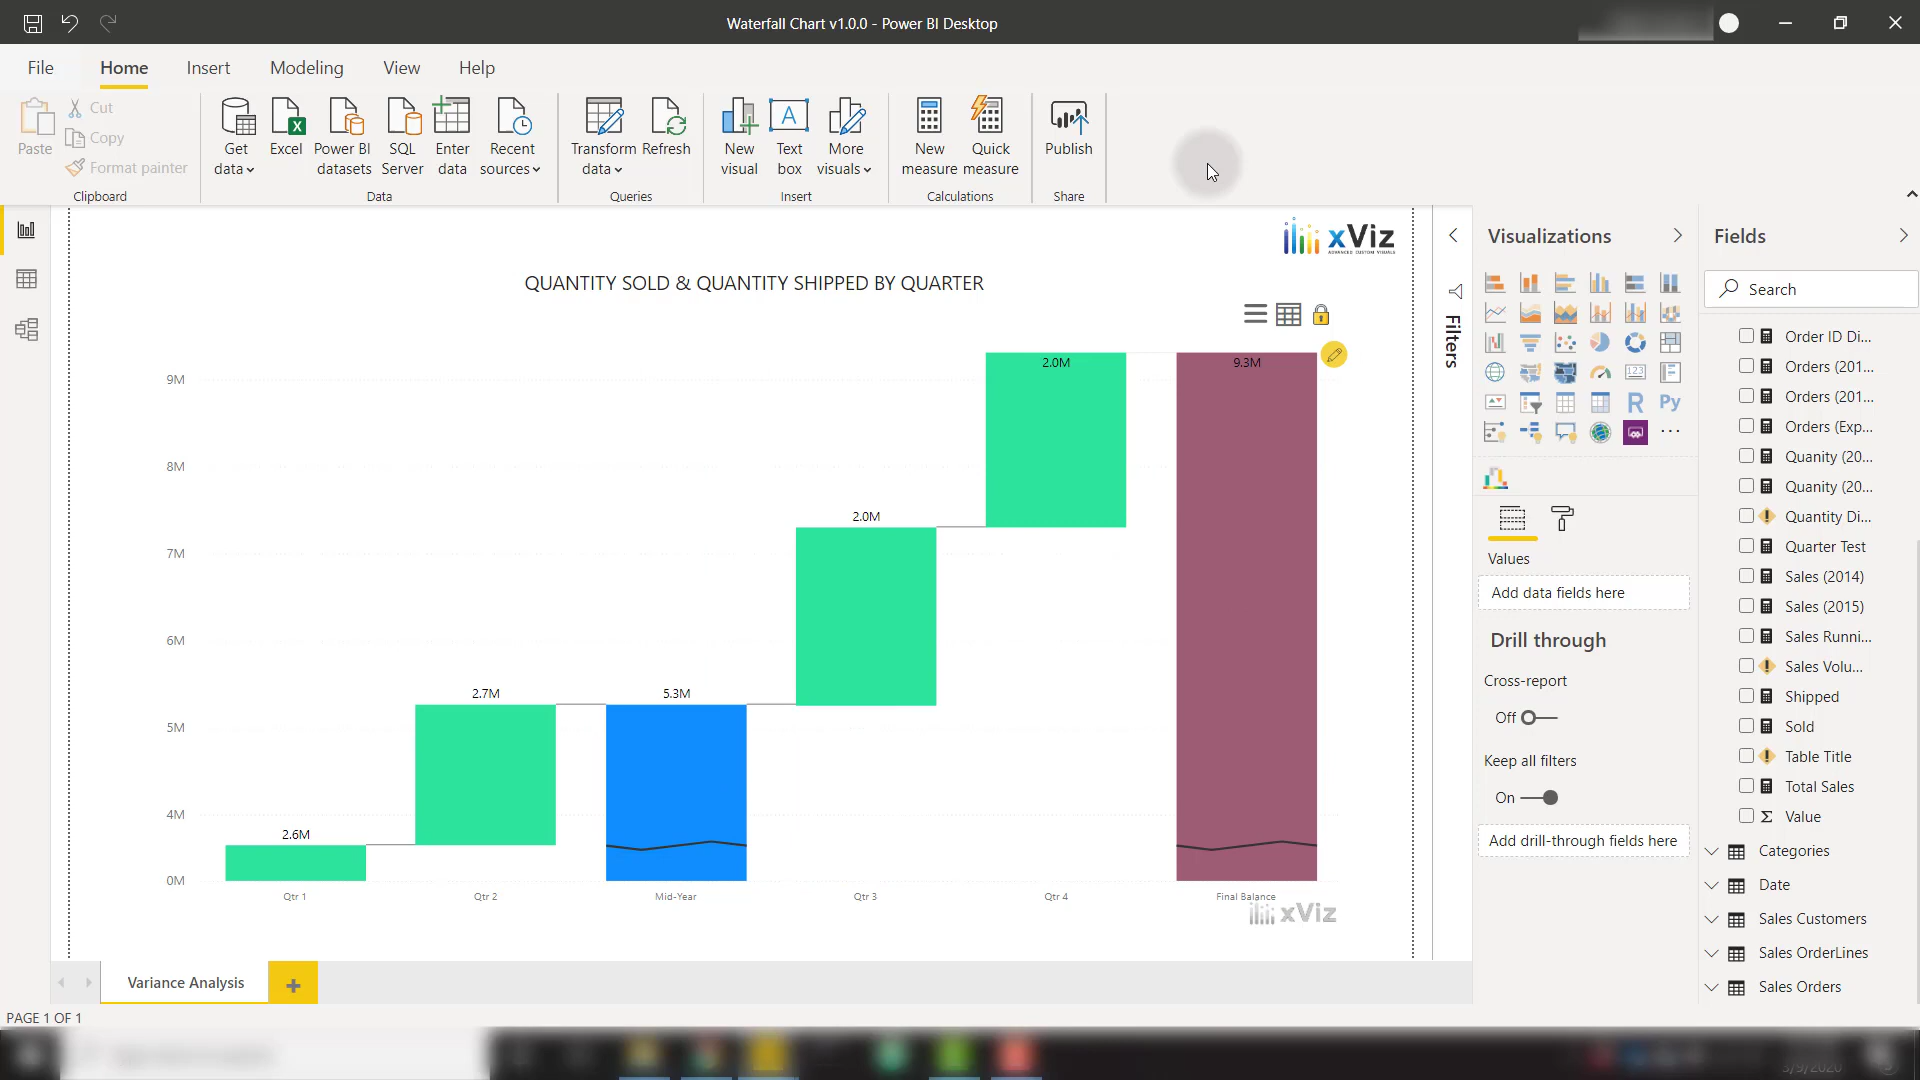 Waterfall Chart v1.0.0 - Power BI Desktop
File Home Insert Modeling View Help
Paste
Cut
Copy
Format painter
Clipboard
Get data
Excel
Power BI datasets
SQL Server
Enter data
Recent sources
Data
Transform data
Refresh
Queries
New visual
Text box
More visuals
Insert
New measure
Quick measure
Calculations
Publish
Share
xViz
ADVANCED CUSTOM VISUALS
QUANTITY SOLD & QUANTITY SHIPPED BY QUARTER
9M
8M
7M
6M
5M
4M
0M
2.6M
2.7M
5.3M
2.0M
2.0M
9.3M
Qtr 1
Qtr 2
Mid-Year
Qtr 3
Qtr 4
Final Balance
xViz
Variance Analysis
+
PAGE 1 OF 1
Filters
Visualizations
123
R
Py
...
Values
Add data fields here
Drill through
Cross-report
Off
Keep all filters
On
Add drill-through fields here
Fields
Search
Order ID Di...
Orders (201...
Orders (201...
Orders (Exp...
Quanity (20...
Quanity (20...
Quantity Di...
Quarter Test
Sales (2014)
Sales (2015)
Sales Runni...
Sales Volu...
Shipped
Sold
Table Title
Total Sales
Σ Value
Categories
Date
Sales Customers
Sales OrderLines
Sales Orders